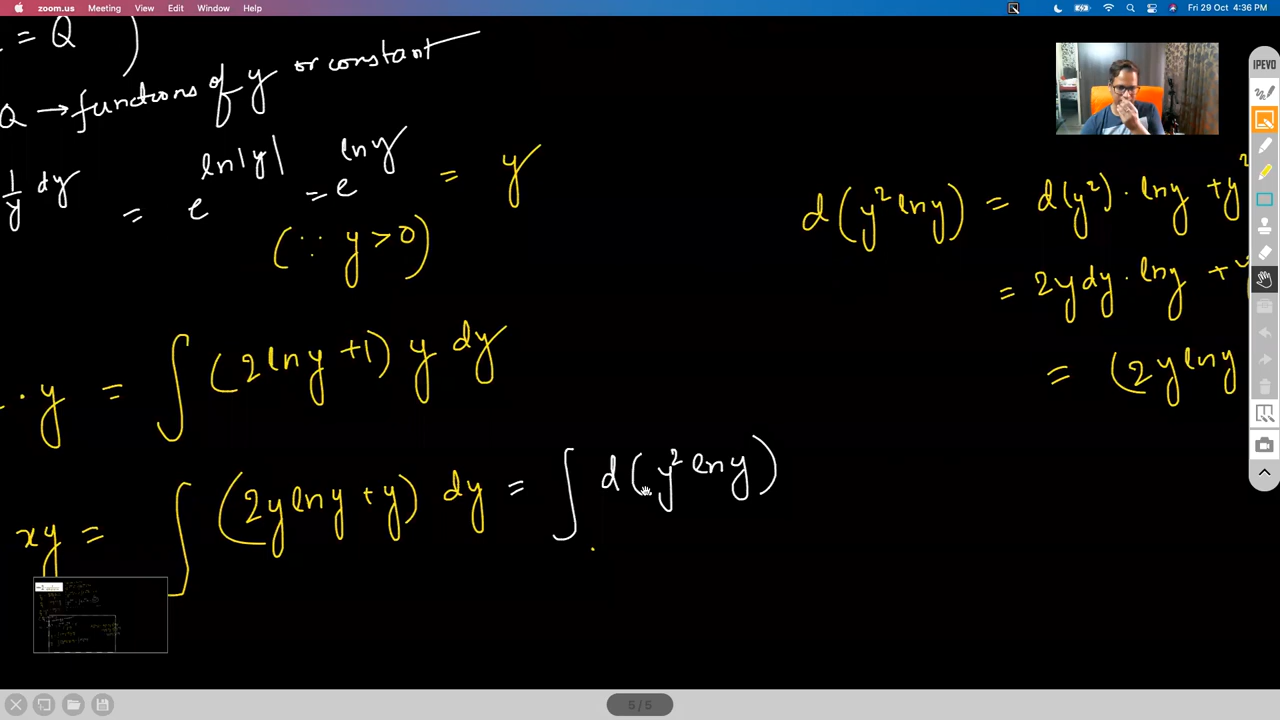 zoom.us Meeting View Edit Window Help Fri 29 Oct 4:36 PM
IPEVO
= Q )
Q → functions of y or constant
1/y dy = e^ln|y| = e^ln y = y
(∵ y > 0)
d(y² ln y) = d(y²) · ln y + y²
= 2y dy · ln y +
= (2y ln y
· y = ∫ (2 ln y + 1) y dy
xy = ∫ (2y ln y + y) dy = ∫ d(y² ln y)
5 / 5